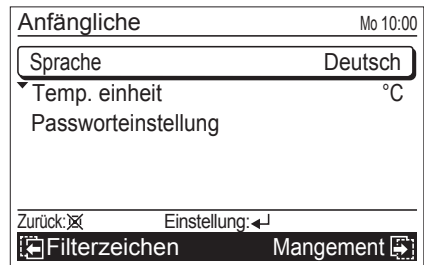 Anfängliche Mo 10:00
Sprache Deutsch
Temp. einheit °C
Passworteinstellung
Zurück: Einstellung:
Filterzeichen Mangement